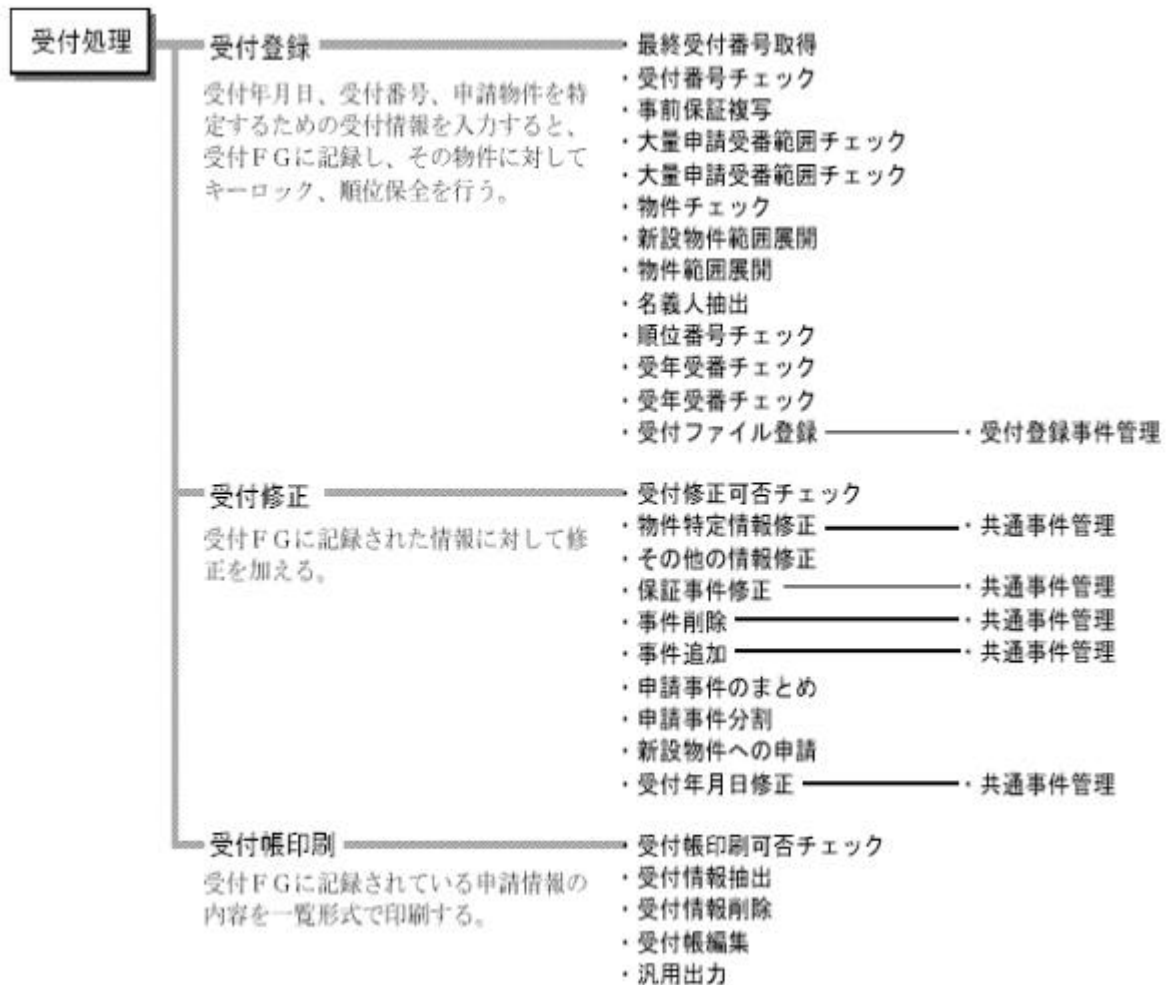 受付処理
受付登録
受付年月日、受付番号、申請物件を特
定するための受付情報を入力すると、
受付FGに記録し、その物件に対して
キーロック、順位保全を行う。
・最終受付番号取得
・受付番号チェック
・事前保証複写
・大量申請受番範囲チェック
・大量申請受番範囲チェック
・物件チェック
・新設物件範囲展開
・物件範囲展開
・名義人抽出
・順位番号チェック
・受年受番チェック
・受年受番チェック
・受付ファイル登録 ・受付登録事件管理
受付修正
受付FGに記録された情報に対して修
正を加える。
・受付修正可否チェック
・物件特定情報修正 ・共通事件管理
・その他の情報修正
・保証事件修正 ・共通事件管理
・事件削除 ・共通事件管理
・事件追加 ・共通事件管理
・申請事件のまとめ
・申請事件分割
・新設物件への申請
・受付年月日修正 ・共通事件管理
受付帳印刷
受付FGに記録されている申請情報の
内容を一覧形式で印刷する。
・受付帳印刷可否チェック
・受付情報抽出
・受付情報削除
・受付帳編集
・汎用出力